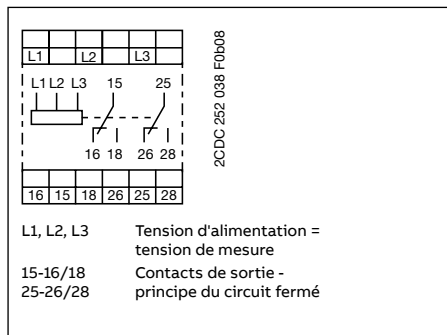 L1 L2 L3
L1 L2 L3 15 25
16 18 26 28
16 15 18 26 25 28
2CDC 252 038 F0b08
L1, L2, L3 Tension d'alimentation =
tension de mesure
15-16/18 Contacts de sortie -
25-26/28 principe du circuit fermé